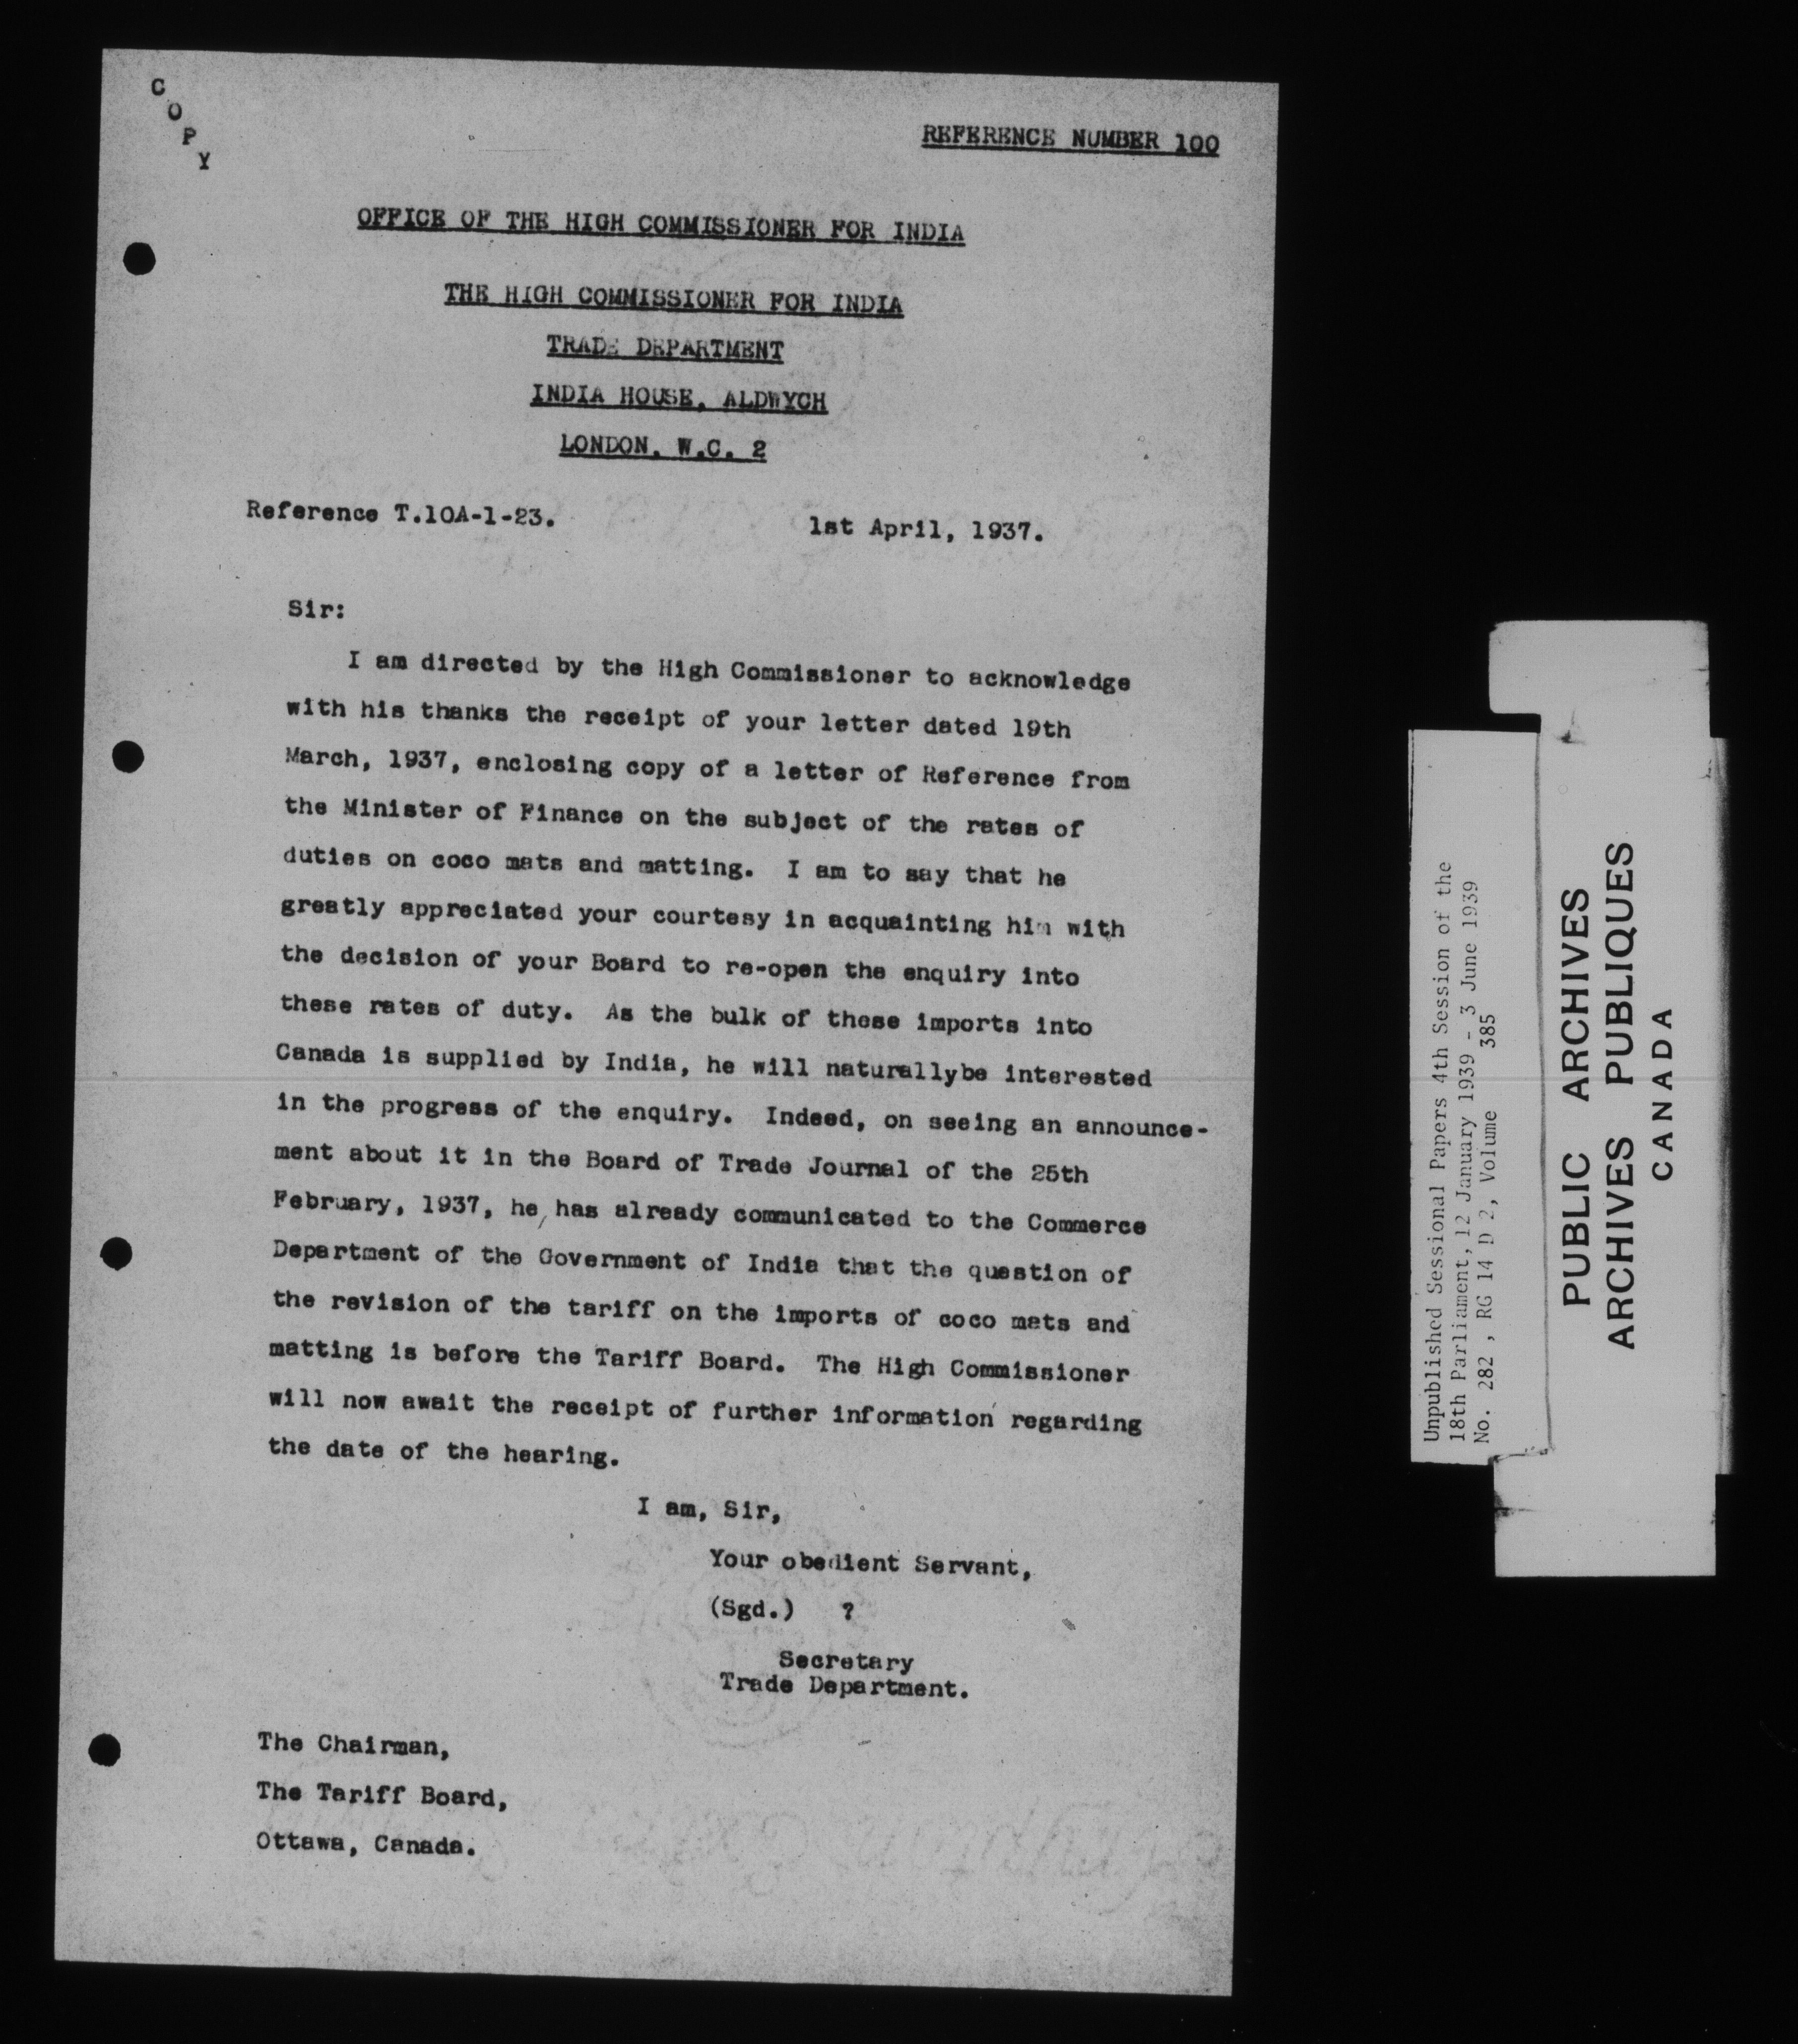 COPY
REFERENCE NUMBER 100
OFFICE OF THE HIGH COMMISSIONER FOR INDIA
THE HIGH COMMISSIONER FOR INDIA
TRADE DEPARTMENT
INDIA HOUSE, ALDWYCH
LONDON, W.C. 2
Reference T.10A-1-23. 1st April, 1937.
Sir:
I am directed by the High Commissioner to acknowledge
with his thanks the receipt of your letter dated 19th
March, 1937, enclosing copy of a letter of Reference from
the Minister of Finance on the subject of the rates of
duties on coco mats and matting. I am to say that he
greatly appreciated your courtesy in acquainting him with
the decision of your Board to re-open the enquiry into
these rates of duty. As the bulk of these imports into
Canada is supplied by India, he will naturallybe interested
in the progress of the enquiry. Indeed, on seeing an announce-
ment about it in the Board of Trade Journal of the 25th
February, 1937, he has already communicated to the Commerce
Department of the Government of India that the question of
the revision of the tariff on the imports of coco mats and
matting is before the Tariff Board. The High Commissioner
will now await the receipt of further information regarding
the date of the hearing.
I am, Sir,
Your obedient Servant,
(Sgd.) ?
Secretary
Trade Department.
The Chairman,
The Tariff Board,
Ottawa, Canada.
Unpublished Sessional Papers 4th Session of the
18th Parliament, 12 January 1939 - 3 June 1939
No. 282 , RG 14 D 2, Volume 385
PUBLIC ARCHIVES
ARCHIVES PUBLIQUES
CANADA